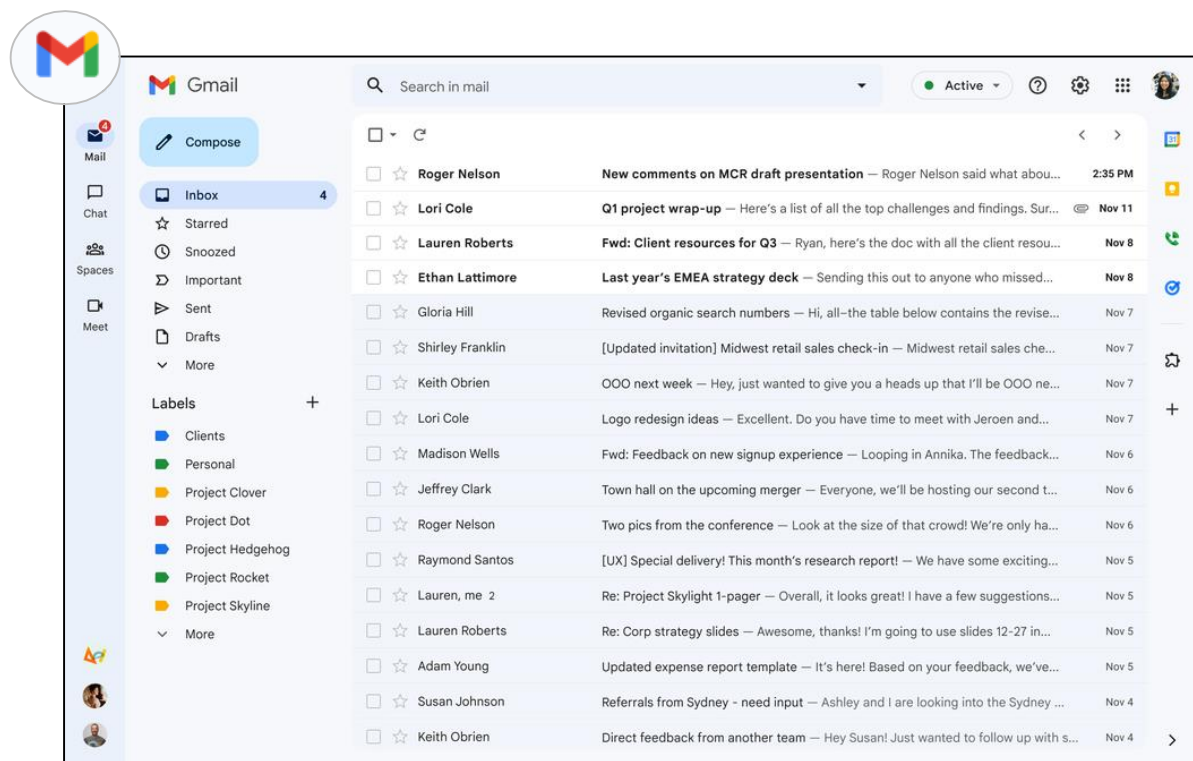 Gmail
Search in mail
Active
4
Mail
Chat
Spaces
Meet
Compose
Inbox 4
Starred
Snoozed
Important
Sent
Drafts
More
Labels +
Clients
Personal
Project Clover
Project Dot
Project Hedgehog
Project Rocket
Project Skyline
More
Roger Nelson New comments on MCR draft presentation — Roger Nelson said what abou... 2:35 PM
Lori Cole Q1 project wrap-up — Here's a list of all the top challenges and findings. Sur... Nov 11
Lauren Roberts Fwd: Client resources for Q3 — Ryan, here's the doc with all the client resou... Nov 8
Ethan Lattimore Last year's EMEA strategy deck — Sending this out to anyone who missed... Nov 8
Gloria Hill Revised organic search numbers — Hi, all–the table below contains the revise... Nov 7
Shirley Franklin [Updated invitation] Midwest retail sales check-in — Midwest retail sales che... Nov 7
Keith Obrien OOO next week — Hey, just wanted to give you a heads up that I'll be OOO ne... Nov 7
Lori Cole Logo redesign ideas — Excellent. Do you have time to meet with Jeroen and... Nov 7
Madison Wells Fwd: Feedback on new signup experience — Looping in Annika. The feedback... Nov 6
Jeffrey Clark Town hall on the upcoming merger — Everyone, we'll be hosting our second t... Nov 6
Roger Nelson Two pics from the conference — Look at the size of that crowd! We're only ha... Nov 6
Raymond Santos [UX] Special delivery! This month's research report! — We have some exciting... Nov 5
Lauren, me 2 Re: Project Skylight 1-pager — Overall, it looks great! I have a few suggestions... Nov 5
Lauren Roberts Re: Corp strategy slides — Awesome, thanks! I'm going to use slides 12-27 in... Nov 5
Adam Young Updated expense report template — It's here! Based on your feedback, we've... Nov 5
Susan Johnson Referrals from Sydney - need input — Ashley and I are looking into the Sydney ... Nov 4
Keith Obrien Direct feedback from another team — Hey Susan! Just wanted to follow up with s... Nov 4
31